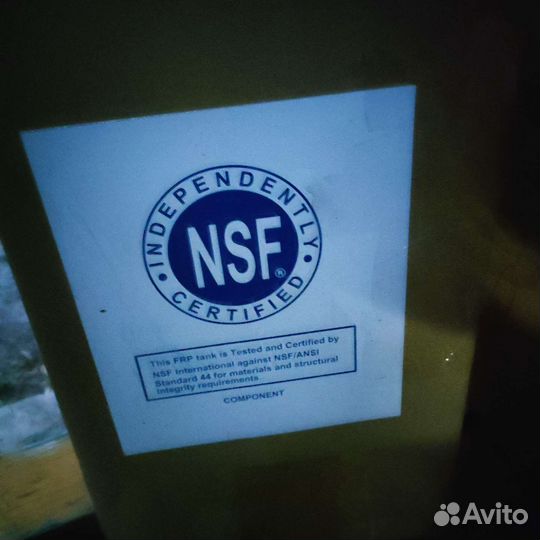 INDEPENDENTLY
NSF®
CERTIFIED
This FRP tank is Tested and Certified by
NSF International against NSF/ANSI
Standard 44 for materials and structural
integrity requirements
COMPONENT
Avito